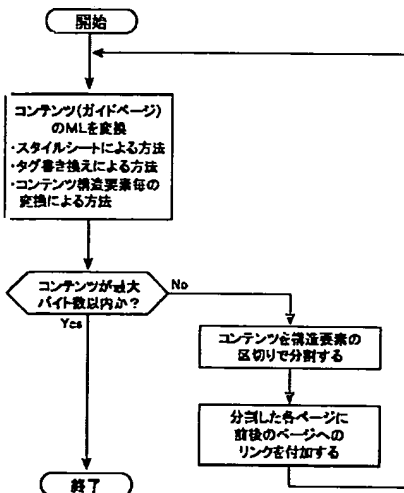 開始
コンテンツ(ガイドページ)
のMLを変換
・スタイルシートによる方法
・タグ書き換えによる方法
・コンテンツ構造要素毎の
変換による方法
コンテンツが最大
バイト数以内か?
No
Yes
コンテンツを構造要素の
区切りで分割する
分割した各ページに
前後のページへの
リンクを付加する
終了